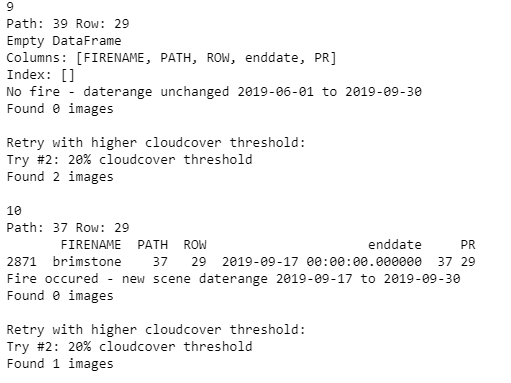 9
Path: 39 Row: 29
Empty DataFrame
Columns: [FIRENAME, PATH, ROW, enddate, PR]
Index: []
No fire - daterange unchanged 2019-06-01 to 2019-09-30
Found 0 images

Retry with higher cloudcover threshold:
Try #2: 20% cloudcover threshold
Found 2 images

10
Path: 37 Row: 29
       FIRENAME  PATH  ROW                     enddate     PR
2871  brimstone    37   29  2019-09-17 00:00:00.000000  37 29
Fire occured - new scene daterange 2019-09-17 to 2019-09-30
Found 0 images

Retry with higher cloudcover threshold:
Try #2: 20% cloudcover threshold
Found 1 images